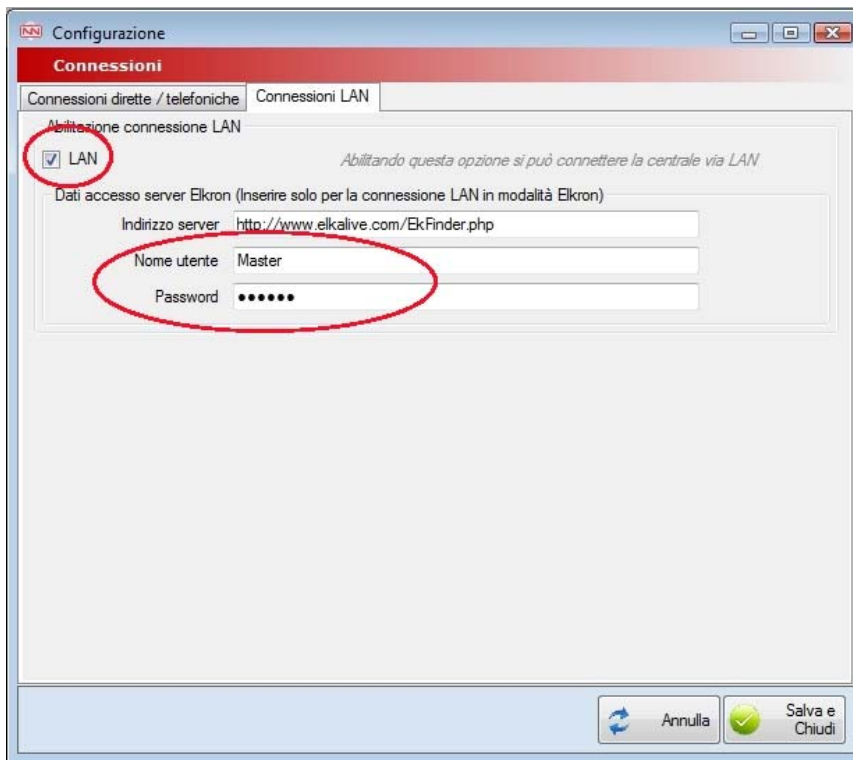 Configurazione
Connessioni
Connessioni dirette / telefoniche Connessioni LAN
Abilitazione connessione LAN
LAN Abilitando questa opzione si può connettere la centrale via LAN
Dati accesso server Elkron (Inserire solo per la connessione LAN in modalità Elkron)
Indirizzo server http://www.elkalive.com/EkFinder.php
Nome utente Master
Password ●●●●●●
Annulla Salva e
Chiudi